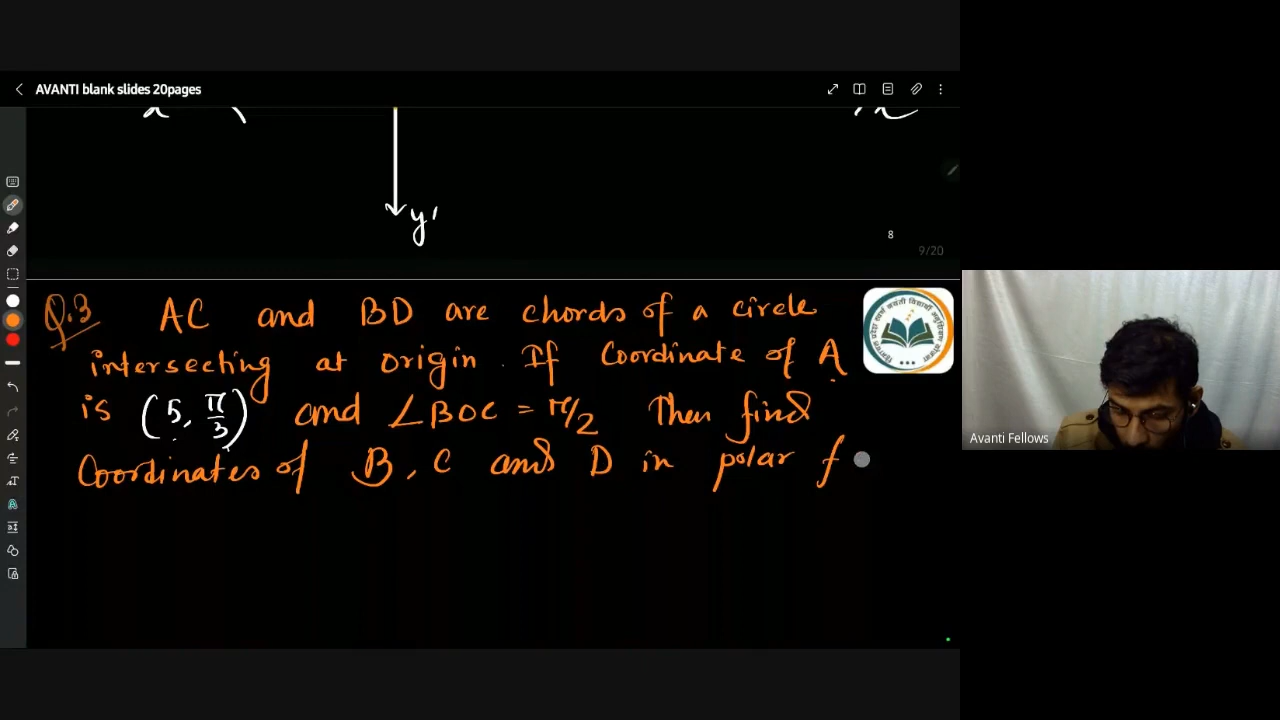 AVANTI blank slides 20pages
y'
8
9/20
Q.3 AC and BD are chords of a circle
intersecting at origin. If Coordinate of A
is (5, π/3) and ∠BOC = π/2 Then find
Coordinates of B, C and D in polar f
Avanti Fellows